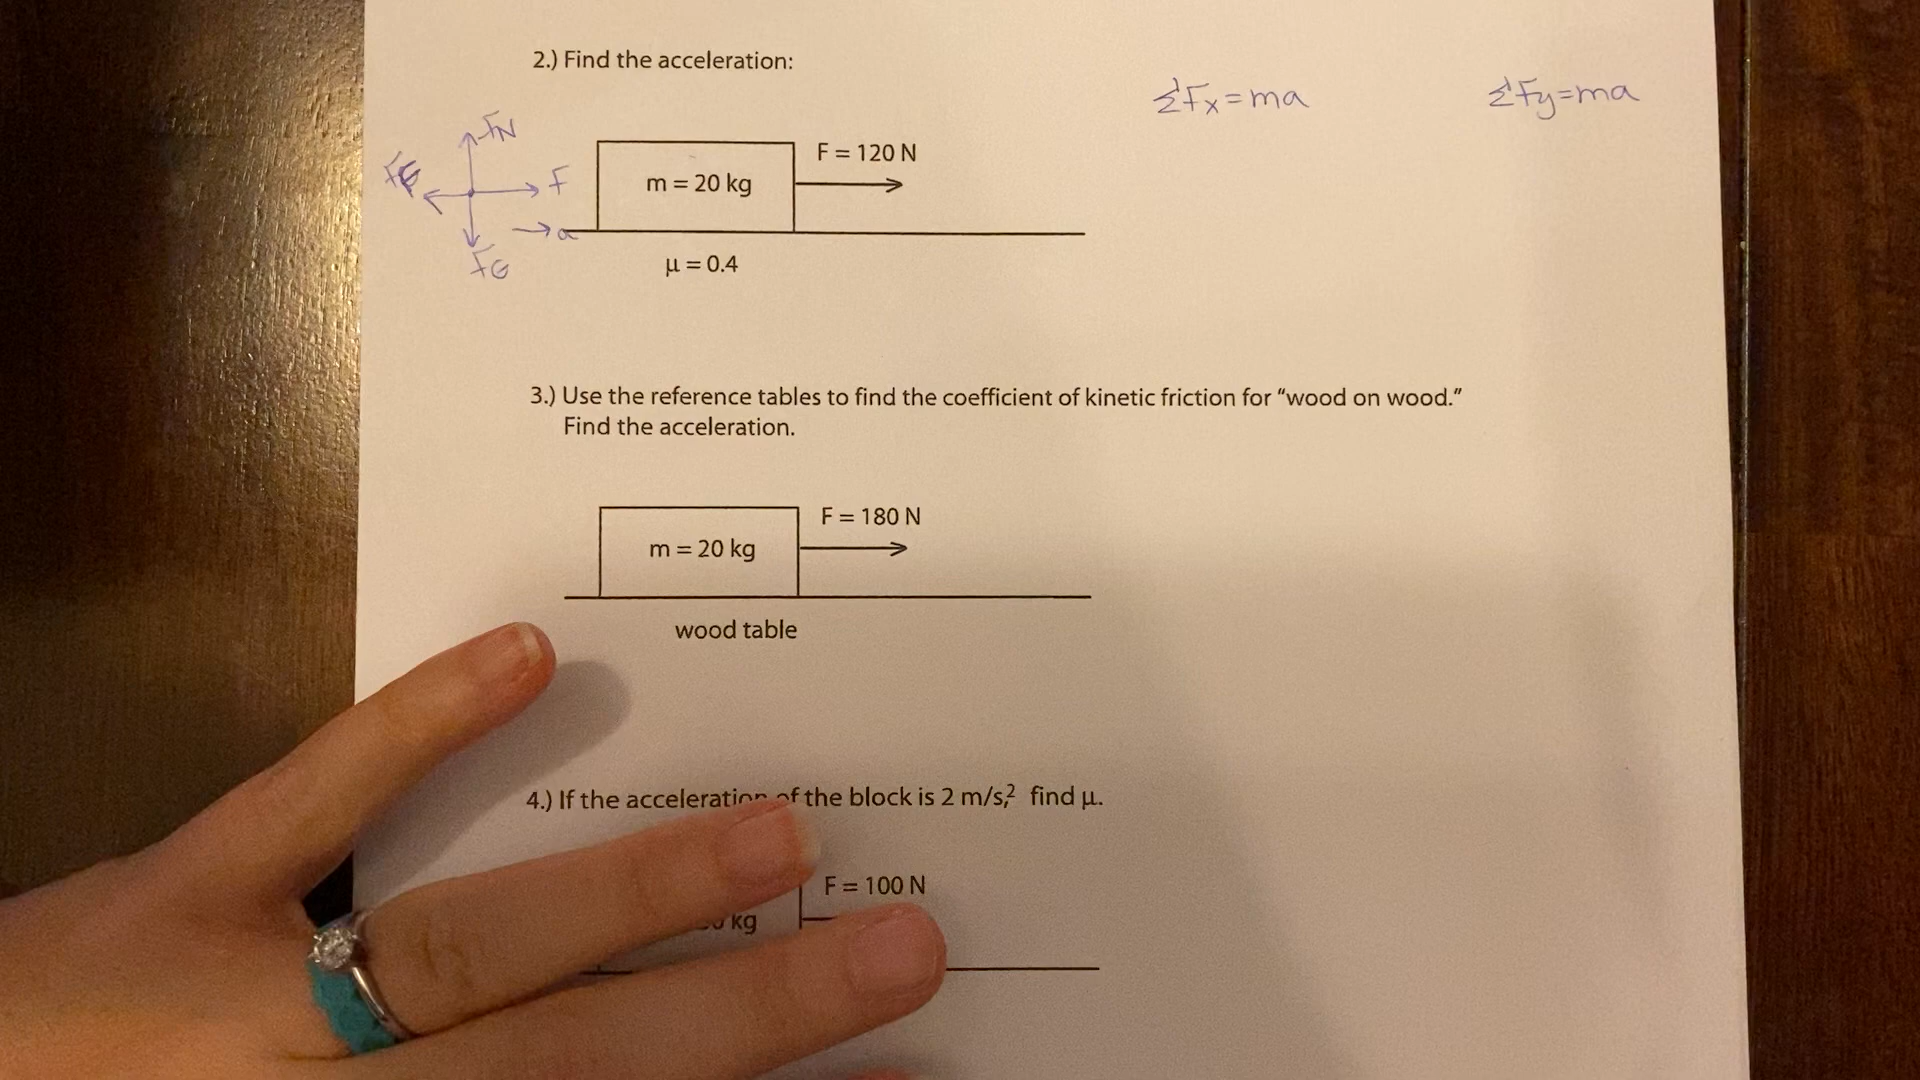 2.) Find the acceleration:
ΣFx=ma
ΣFy=ma
FN
F
a
FG
m = 20 kg
F = 120 N
μ = 0.4
3.) Use the reference tables to find the coefficient of kinetic friction for “wood on wood.”
Find the acceleration.
m = 20 kg
F = 180 N
wood table
4.) If the acceleration of the block is 2 m/s,² find μ.
F = 100 N
kg